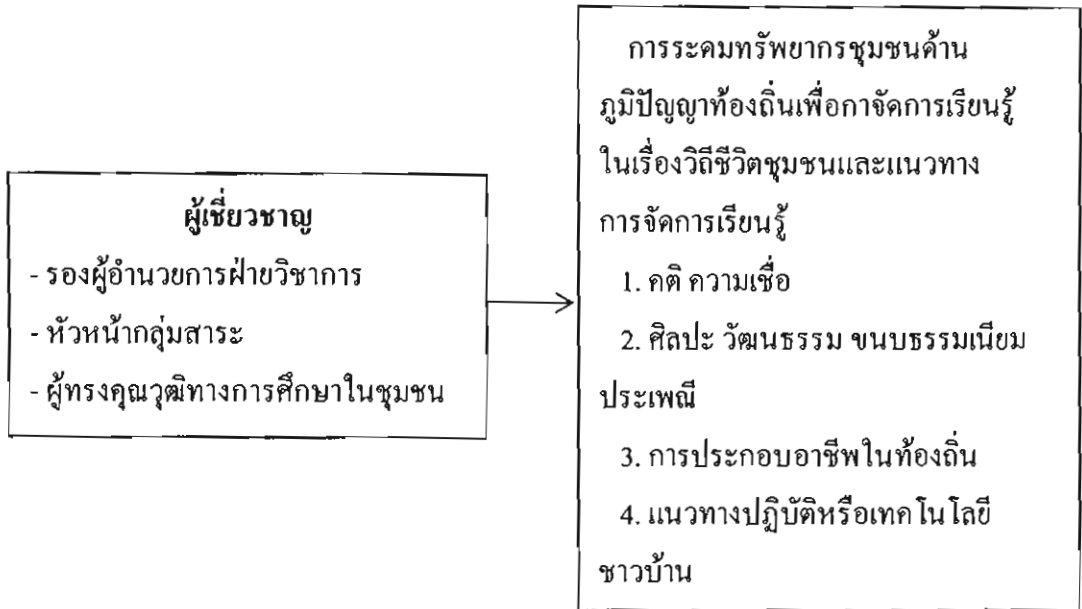 ผู้เชี่ยวชาญ
- รองผู้อำนวยการฝ่ายวิชาการ
- หัวหน้ากลุ่มสาระ
- ผู้ทรงคุณวุฒิทางการศึกษาในชุมชน
การระดมทรัพยากรชุมชนด้าน
ภูมิปัญญาท้องถิ่นเพื่อกาจัดการเรียนรู้
ในเรื่องวิถีชีวิตชุมชนและแนวทาง
การจัดการเรียนรู้
1. คติ ความเชื่อ
2. ศิลปะ วัฒนธรรม ขนบธรรมเนียม
ประเพณี
3. การประกอบอาชีพในท้องถิ่น
4. แนวทางปฏิบัติหรือเทคโนโลยี
ชาวบ้าน